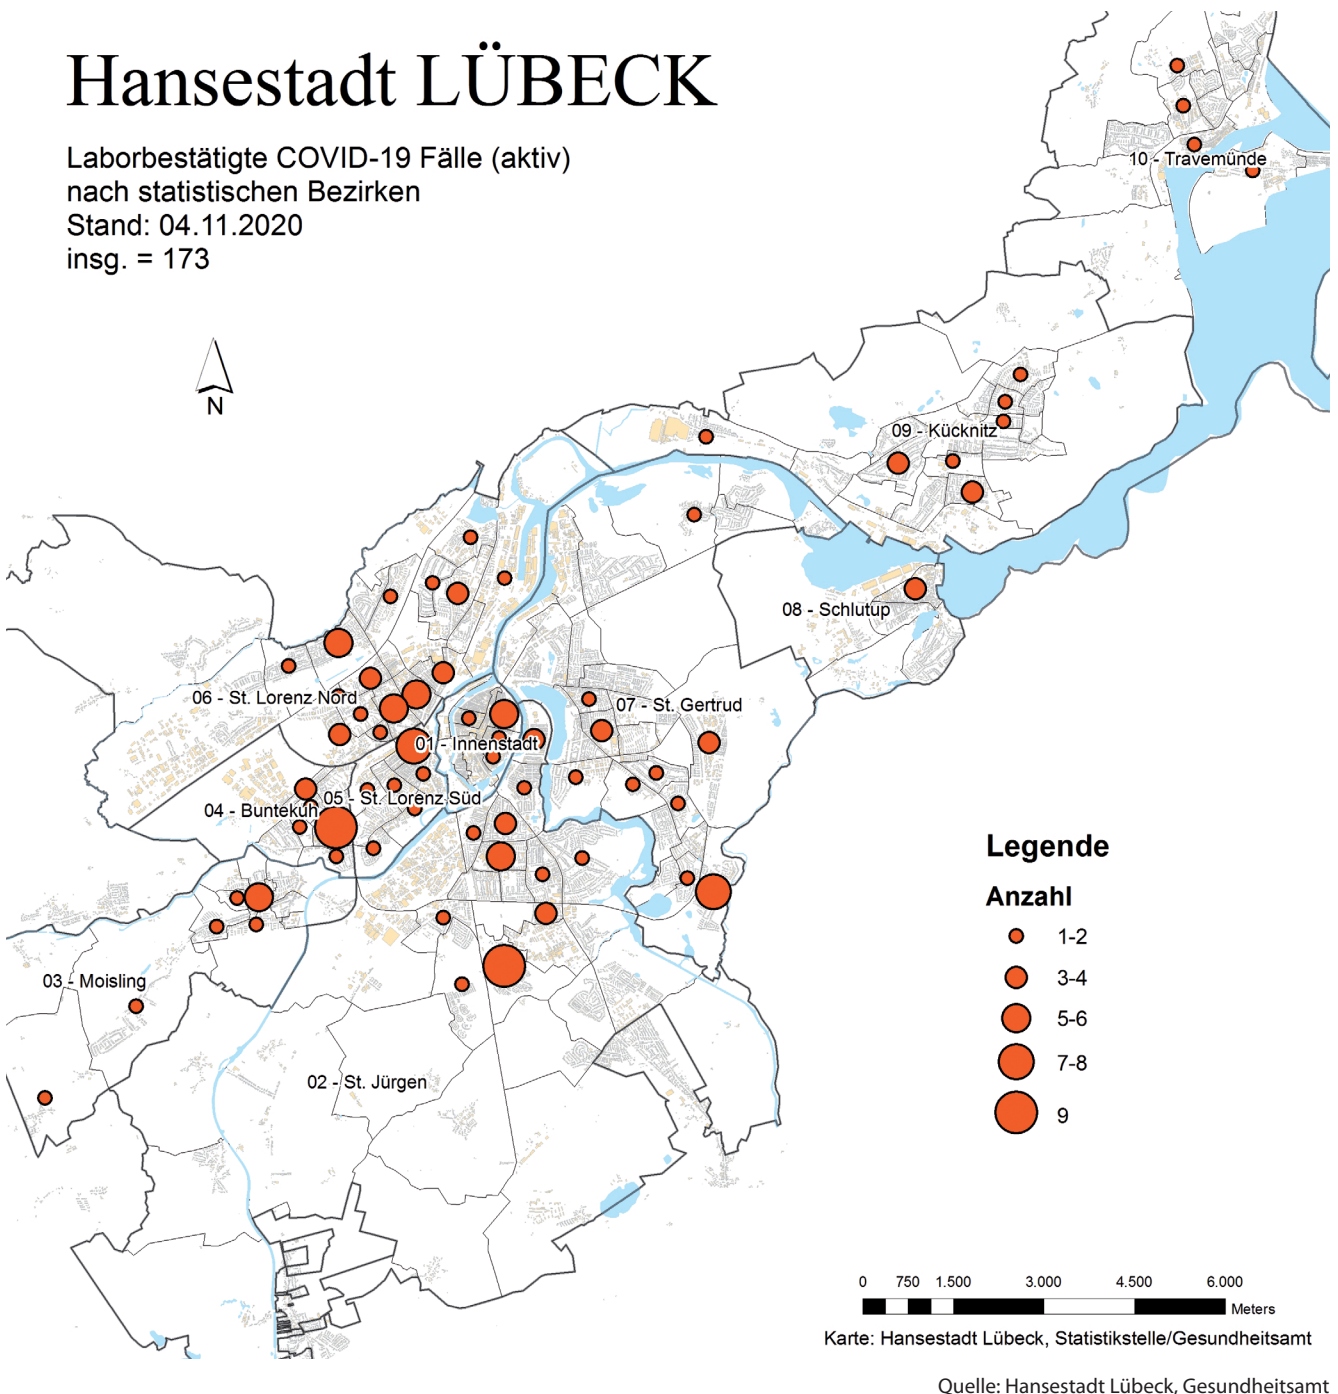 Hansestadt LÜBECK
Laborbestätigte COVID-19 Fälle (aktiv)
nach statistischen Bezirken
Stand: 04.11.2020
insg. = 173
N
10 - Travemünde
09 - Kücknitz
08 - Schlutup
06 - St. Lorenz Nord
07 - St. Gertrud
01 - Innenstadt
05 - St. Lorenz Süd
04 - Buntekuh
03 - Moisling
02 - St. Jürgen
Legende
Anzahl
1-2
3-4
5-6
7-8
9
0 750 1.500 3.000 4.500 6.000
Meters
Karte: Hansestadt Lübeck, Statistikstelle/Gesundheitsamt
Quelle: Hansestadt Lübeck, Gesundheitsamt